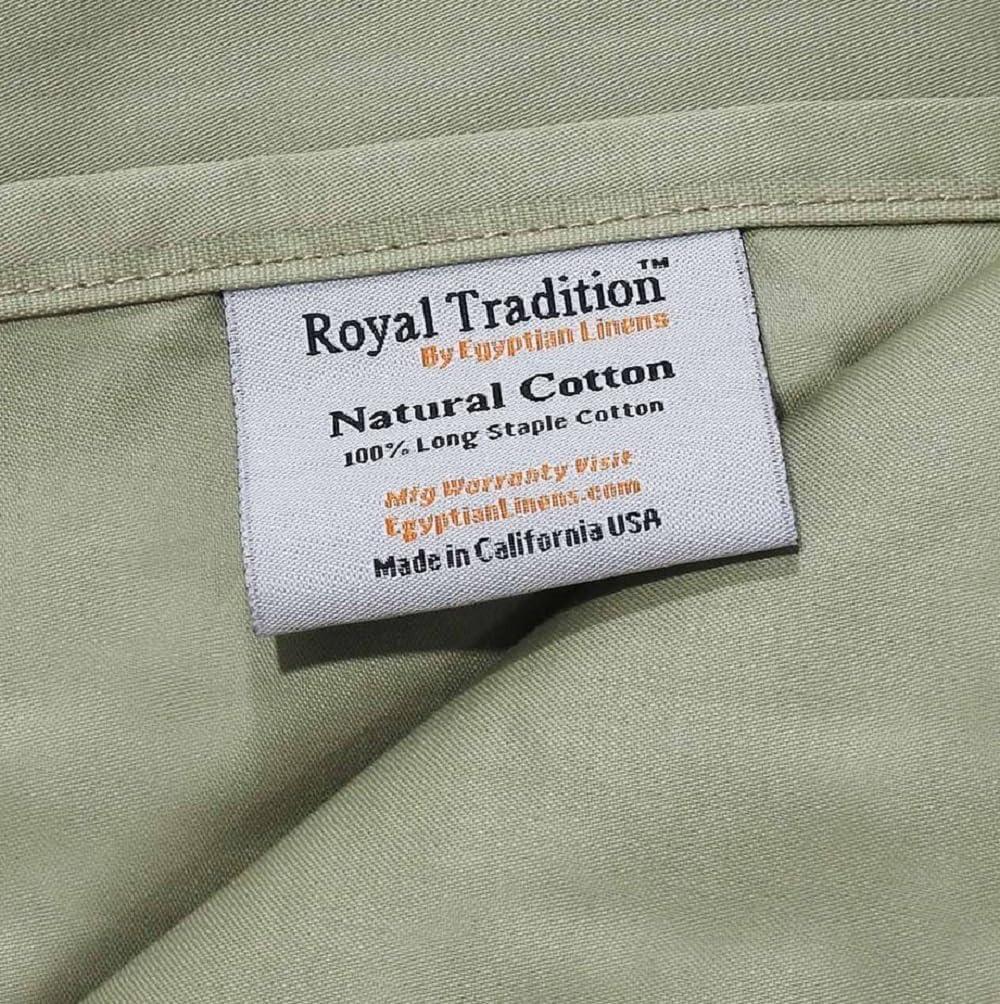 Royal Tradition™
By Egyptian Linens
Natural Cotton
100% Long Staple Cotton
Mfg Warranty Visit
EgyptianLinens.com
Made in California USA